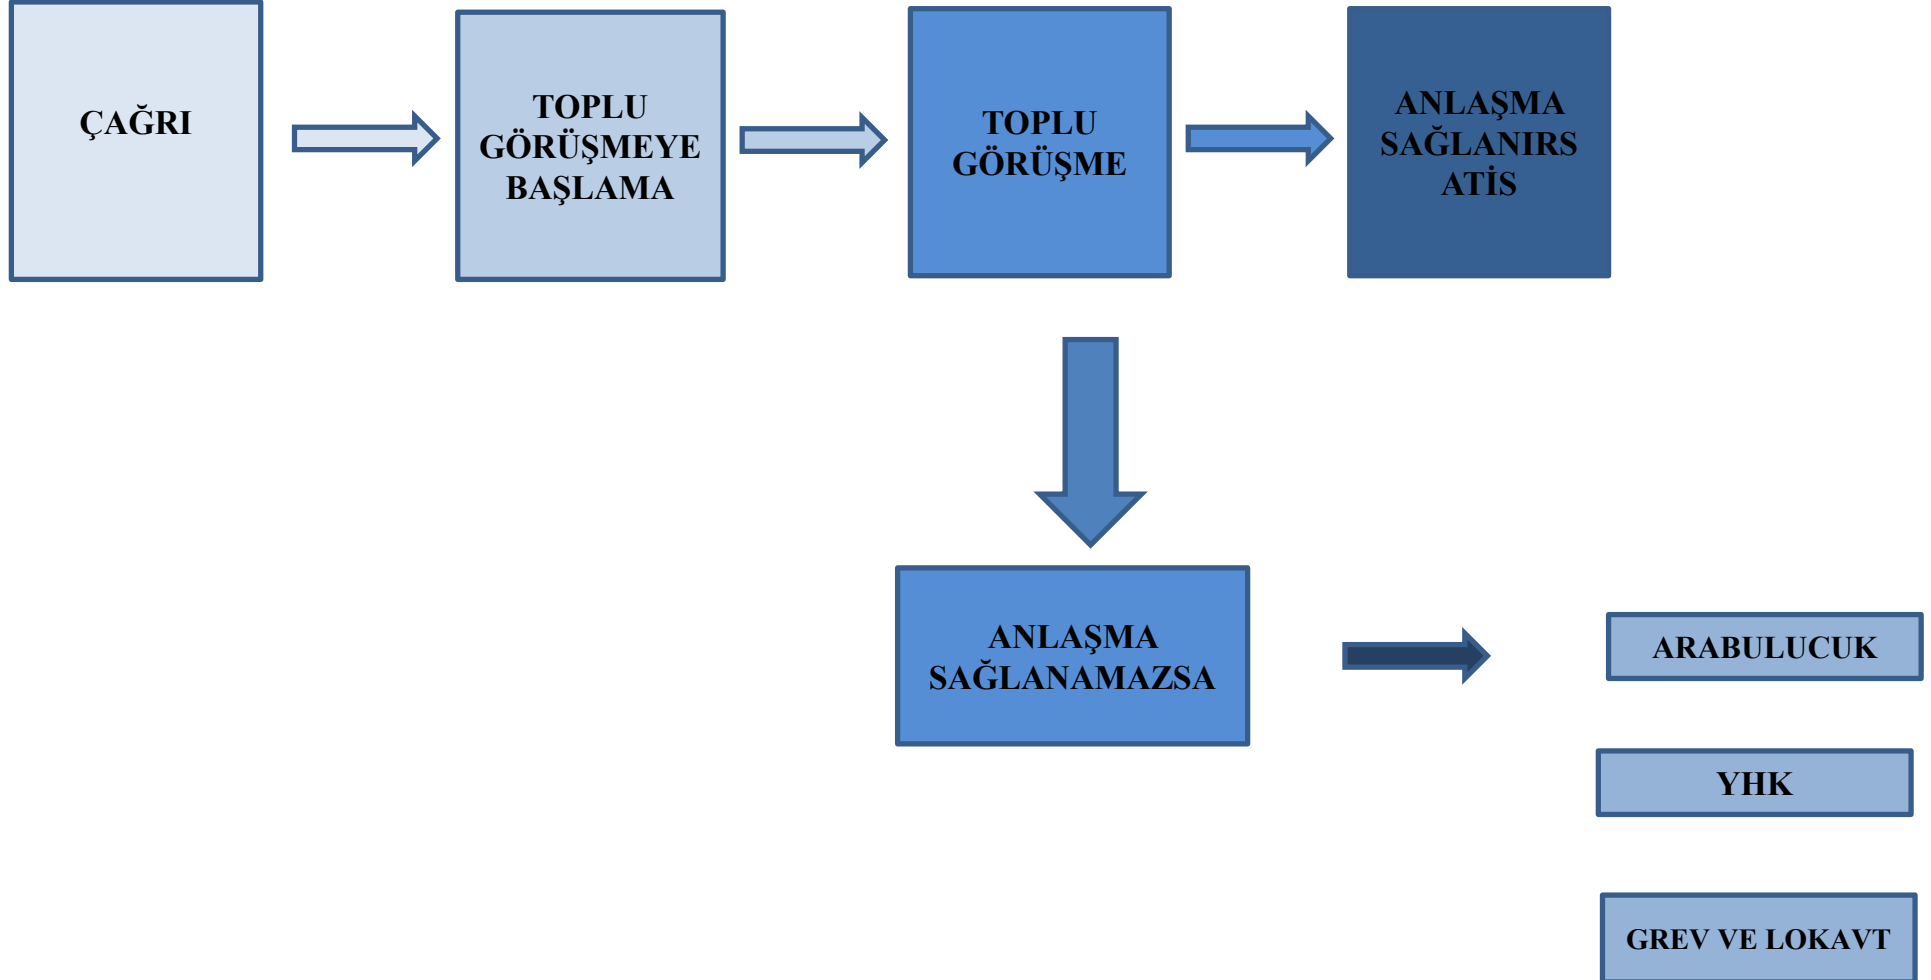 ÇAĞRI
TOPLU
GÖRÜŞMEYE
BAŞLAMA
TOPLU
GÖRÜŞME
ANLAŞMA
SAĞLANIRS
ATİS
ANLAŞMA
SAĞLANAMAZSA
ARABULUCUK
YHK
GREV VE LOKAVT